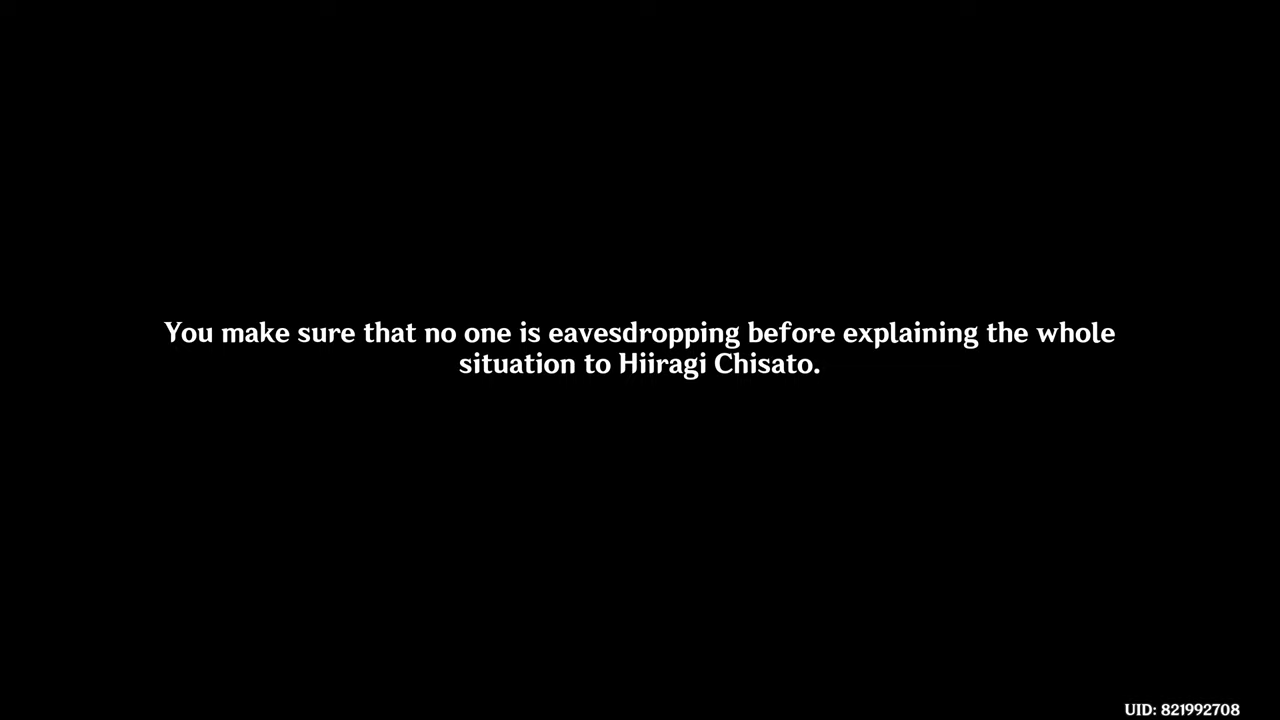 You make sure that no one is eavesdropping before explaining the whole
situation to Hiiragi Chisato.
UID: 821992708